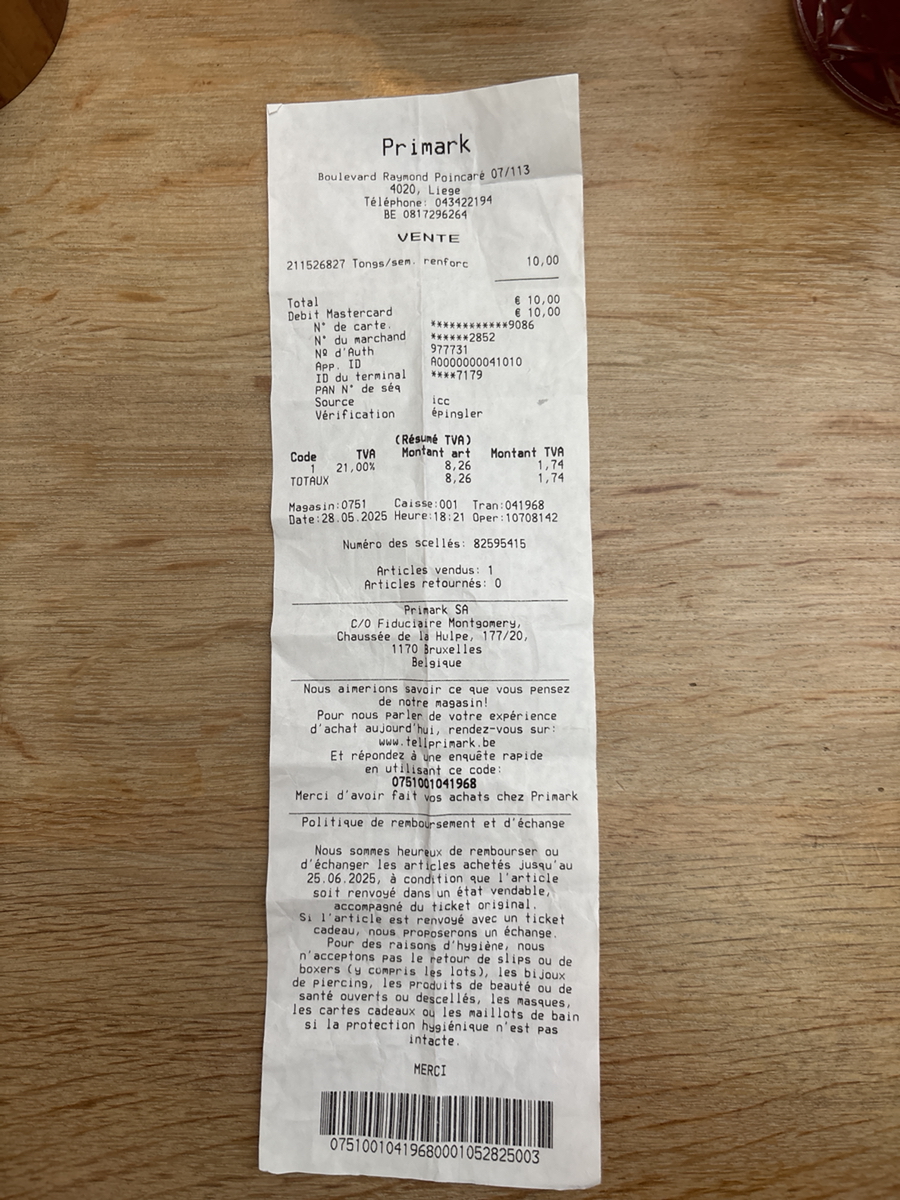 Primark
Boulevard Raymond Poincaré 07/113
4020, Liege
Téléphone: 043422194
BE 0817296264
VENTE
211526827 Tongs/sem. renforc 10,00
Total € 10,00
Debit Mastercard € 10,00
N° de carte. ************9086
N° du marchand ******2852
Nº d'Auth 977731
App. ID A0000000041010
ID du terminal ****7179
PAN N° de séq
Source icc
Vérification épingler
(Résumé TVA)
Code TVA Montant art Montant TVA
1 21,00% 8,26 1,74
TOTAUX 8,26 1,74
Magasin:0751 Caisse:001 Tran:041968
Date:28.05.2025 Heure:18:21 Oper:10708142
Numéro des scellés: 82595415
Articles vendus: 1
Articles retournés: 0
Primark SA
C/O Fiduciaire Montgomery,
Chaussée de la Hulpe, 177/20,
1170 Bruxelles
Belgique
Nous aimerions savoir ce que vous pensez
de notre magasin!
Pour nous parler de votre expérience
d'achat aujourd'hui, rendez-vous sur:
www.tellprimark.be
Et répondez à une enquête rapide
en utilisant ce code:
0751001041968
Merci d'avoir fait vos achats chez Primark
Politique de remboursement et d'échange
Nous sommes heureux de rembourser ou
d'échanger les articles achetés jusqu'au
25.06.2025, à condition que l'article
soit renvoyé dans un état vendable,
accompagné du ticket original.
Si l'article est renvoyé avec un ticket
cadeau, nous proposerons un échange.
Pour des raisons d'hygiène, nous
n'acceptons pas le retour de slips ou de
boxers (y compris les lots), les bijoux
de piercing, les produits de beauté ou de
santé ouverts ou descellés, les masques,
les cartes cadeaux ou les maillots de bain
si la protection hygiénique n'est pas
intacte.
MERCI
07510010419680001052825003